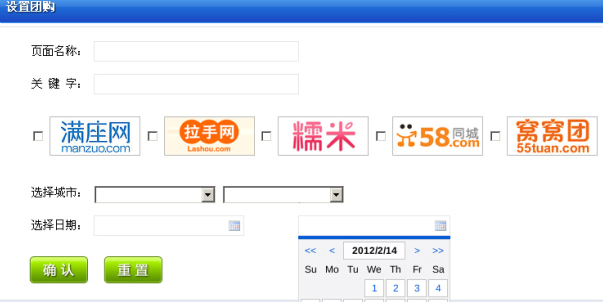 设置团购
页面名称：
关 键 字：
满座网 manzuo.com
拉手网 Lashou.com
糯米
58同城 .com
窝窝团 55tuan.com
选择城市：
选择日期：
<< < 2012/2/14 > >>
Su Mo Tu We Th Fr Sa
1 2 3 4
确 认 重 置